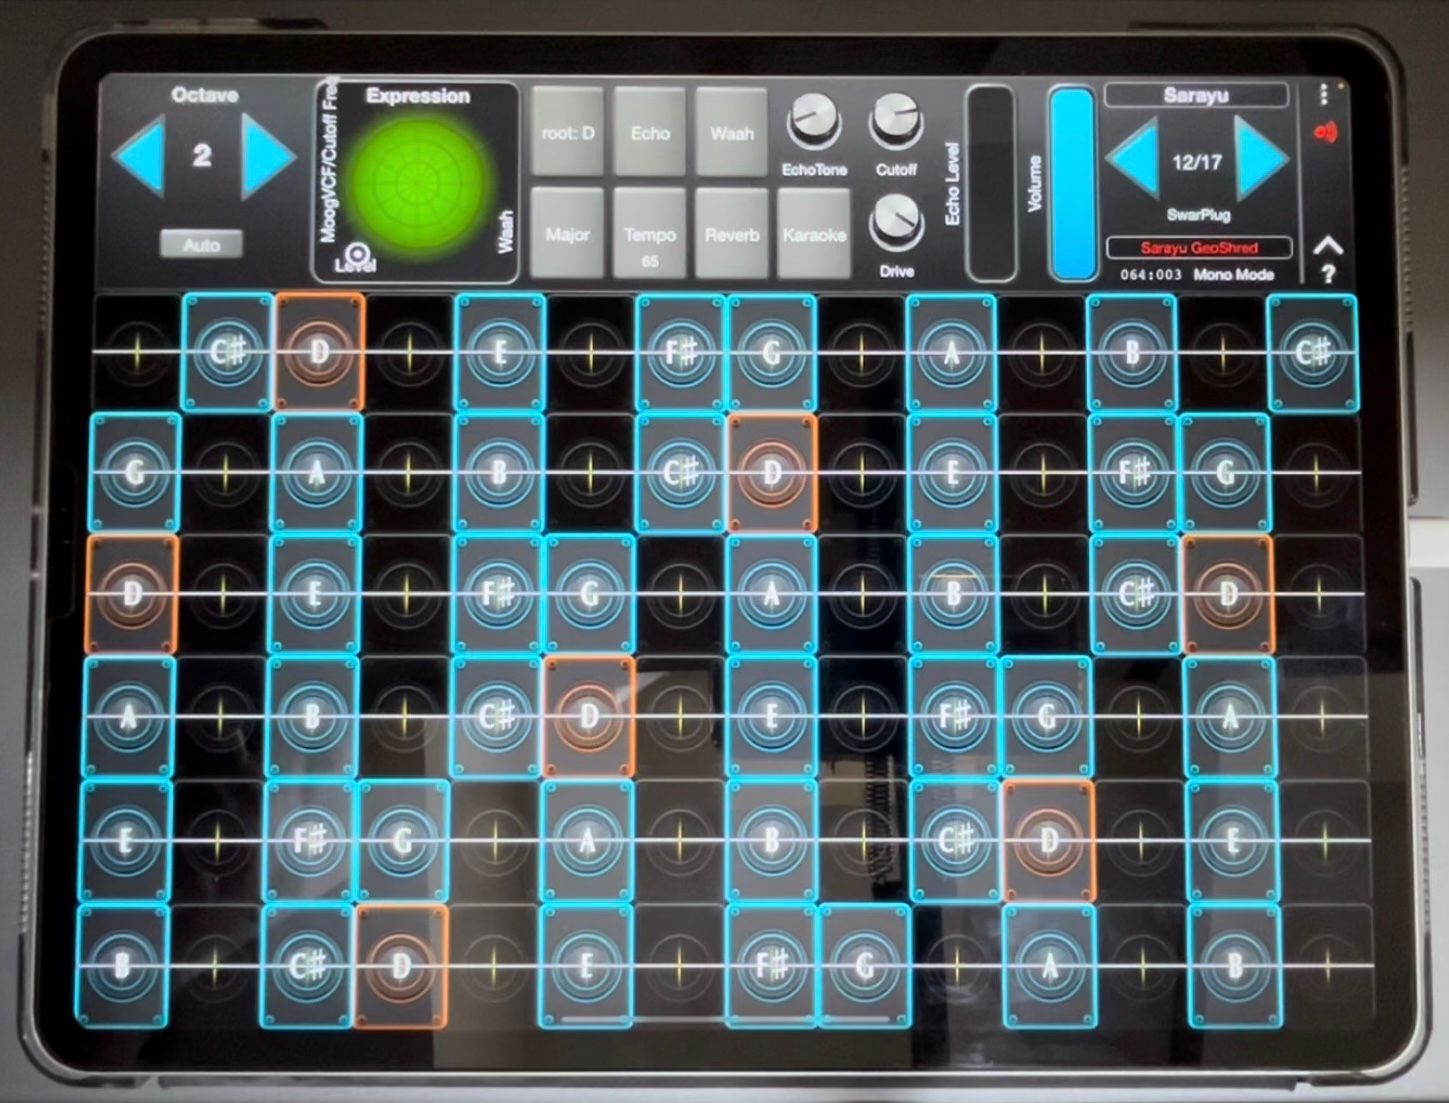 Octave
2
Auto
MoogVCF/Cutoff Freq
Expression
Waah
Level
root: D
Echo
Waah
Major
Tempo
65
Reverb
Karaoke
EchoTone
Cutoff
Drive
Echo Level
Volume
Sarayu
12/17
SwarPlug
Sarayu GeoShred
064:003 Mono Mode
?
C# D E F# G A B C#
G A B C# D E F# G
D E F# G A B C# D
A B C# D E F# G A
E F# G A B C# D E
B C# D E F# G A B